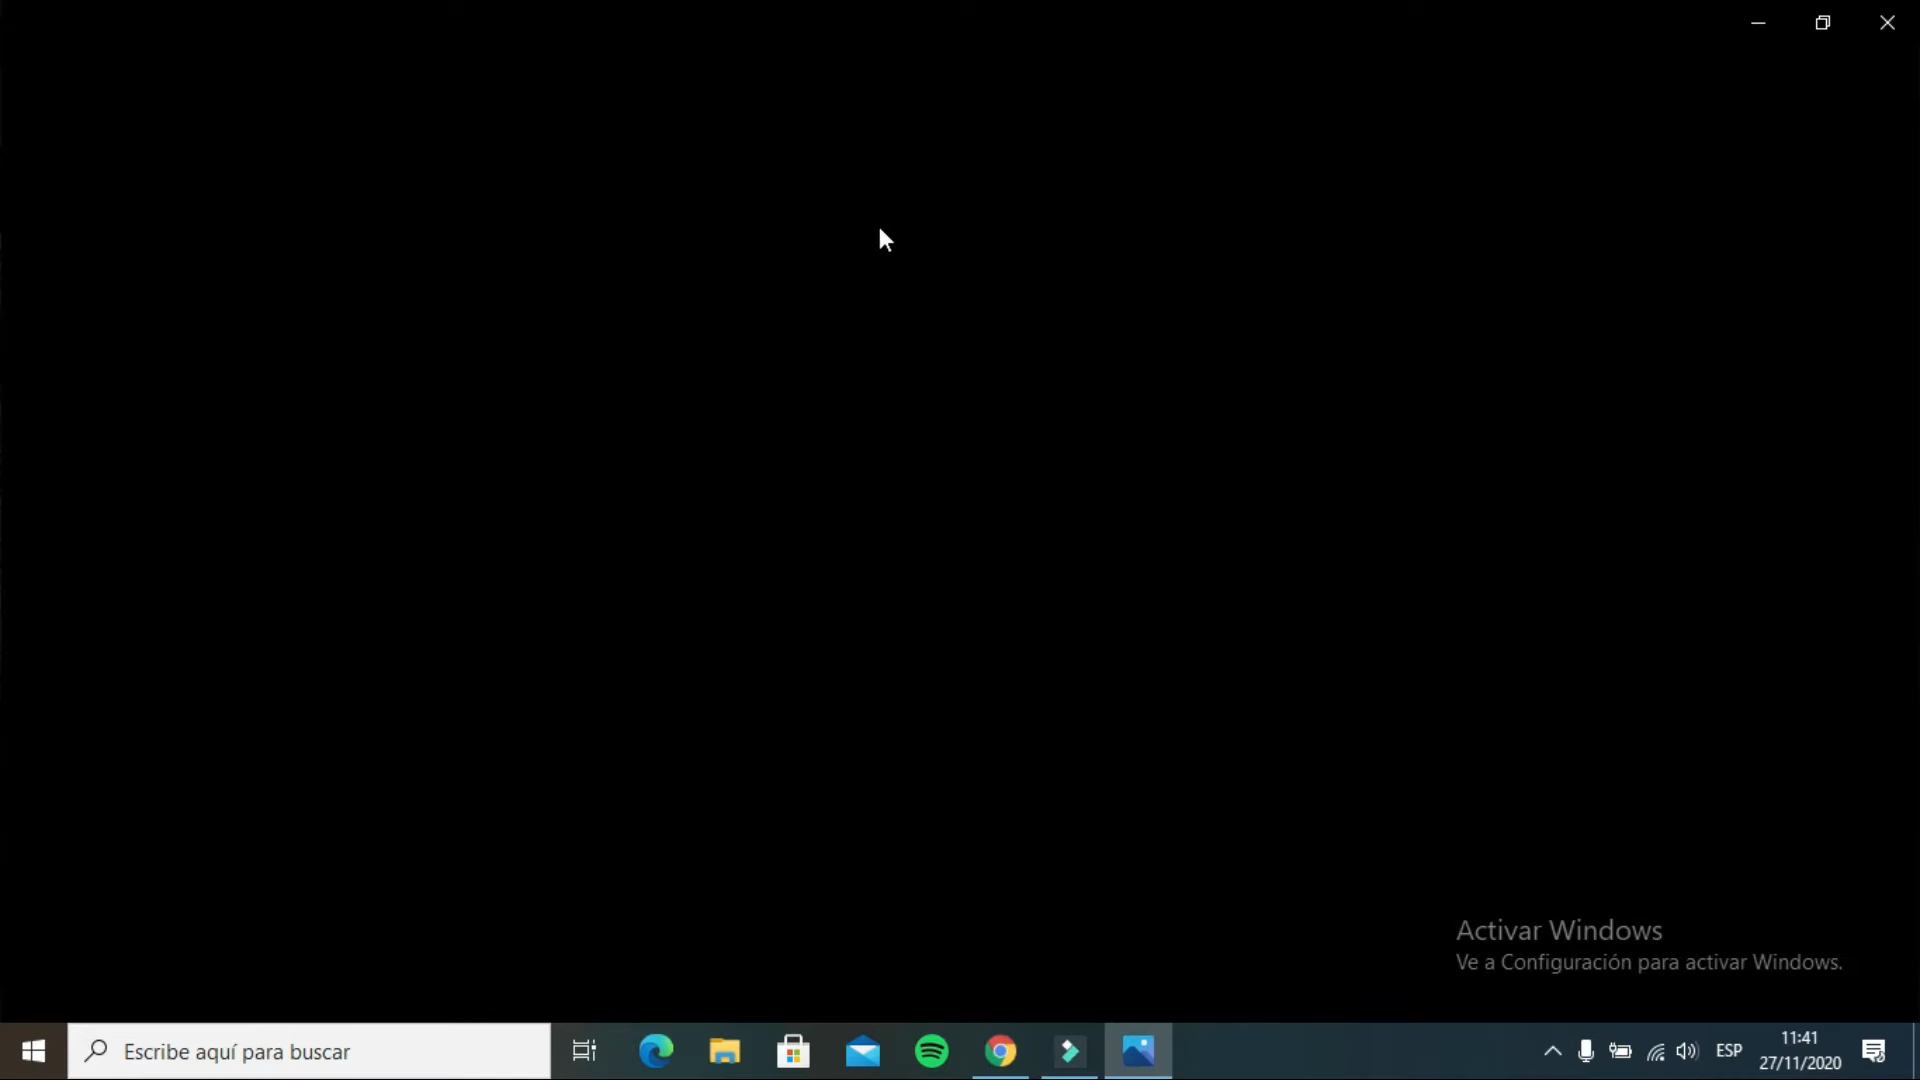 Activar Windows
Ve a Configuración para activar Windows.
Escribe aquí para buscar
ESP
11:41
27/11/2020